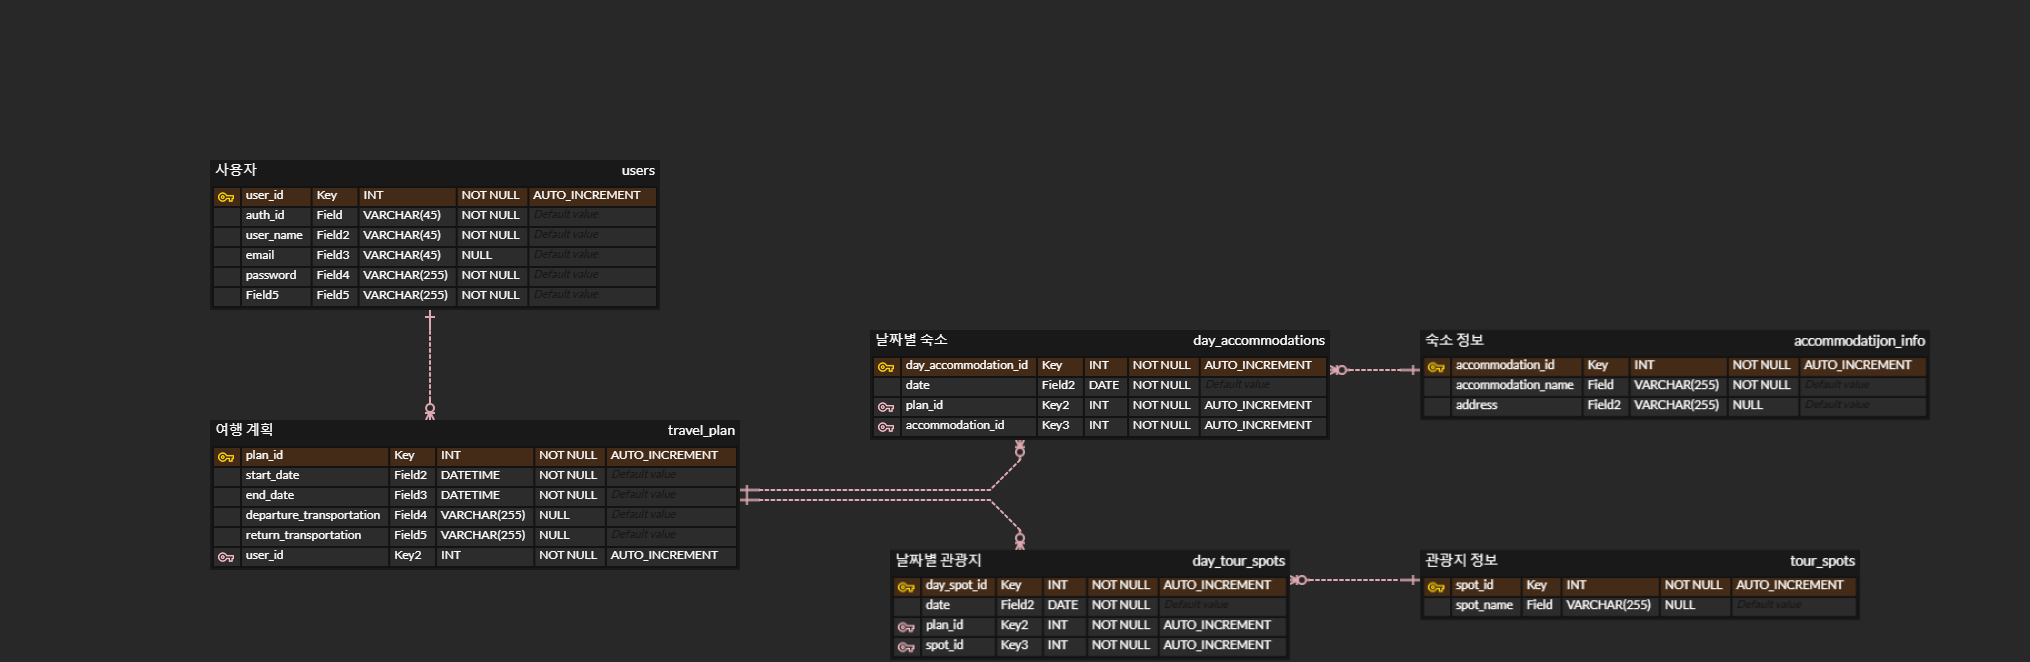 사용자 users
user_id Key INT NOT NULL AUTO_INCREMENT
auth_id Field VARCHAR(45) NOT NULL Default value
user_name Field2 VARCHAR(45) NOT NULL Default value
email Field3 VARCHAR(45) NULL Default value
password Field4 VARCHAR(255) NOT NULL Default value
Field5 Field5 VARCHAR(255) NOT NULL Default value
여행 계획 travel_plan
plan_id Key INT NOT NULL AUTO_INCREMENT
start_date Field2 DATETIME NOT NULL Default value
end_date Field3 DATETIME NOT NULL Default value
departure_transportation Field4 VARCHAR(255) NULL Default value
return_transportation Field5 VARCHAR(255) NULL Default value
user_id Key2 INT NOT NULL AUTO_INCREMENT
날짜별 숙소 day_accommodations
day_accommodation_id Key INT NOT NULL AUTO_INCREMENT
date Field2 DATE NOT NULL Default value
plan_id Key2 INT NOT NULL AUTO_INCREMENT
accommodation_id Key3 INT NOT NULL AUTO_INCREMENT
숙소 정보 accommodatijon_info
accommodation_id Key INT NOT NULL AUTO_INCREMENT
accommodation_name Field VARCHAR(255) NOT NULL Default value
address Field2 VARCHAR(255) NULL Default value
날짜별 관광지 day_tour_spots
day_spot_id Key INT NOT NULL AUTO_INCREMENT
date Field2 DATE NOT NULL Default value
plan_id Key2 INT NOT NULL AUTO_INCREMENT
spot_id Key3 INT NOT NULL AUTO_INCREMENT
관광지 정보 tour_spots
spot_id Key INT NOT NULL AUTO_INCREMENT
spot_name Field VARCHAR(255) NULL Default value